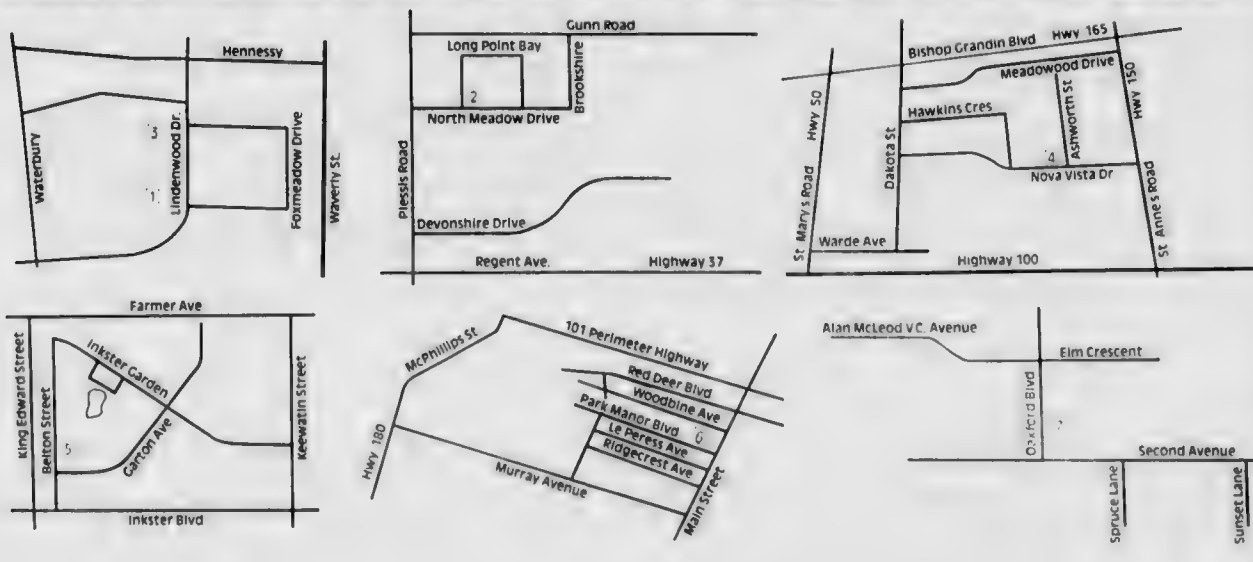 Hennessy
Waterbury
Lindenwood Dr.
3
1
Foxmeadow Drive
Waverly St.
Gunn Road
Long Point Bay
2
Brookshire
North Meadow Drive
Plessis Road
Devonshire Drive
Regent Ave.
Highway 37
Bishop Grandin Blvd Hwy 165
Meadowood Drive
Hwy 50
Hwy 150
Hawkins Cres
Ashworth St
4
Dakota St
Nova Vista Dr
St Mary's Road
St Anne's Road
Warde Ave
Highway 100
Farmer Ave
King Edward Street
Belton Street
Inkster Garden
5
Garton Ave
Keewatin Street
Inkster Blvd
McPhillips St
101 Perimeter Highway
Red Deer Blvd
Woodbine Ave
Park Manor Blvd
6
Le Peress Ave
Ridgecrest Ave
Hwy 180
Murray Avenue
Main Street
Alan McLeod V.C. Avenue
Elm Crescent
Oakford Blvd
Second Avenue
Spruce Lane
Sunset Lane